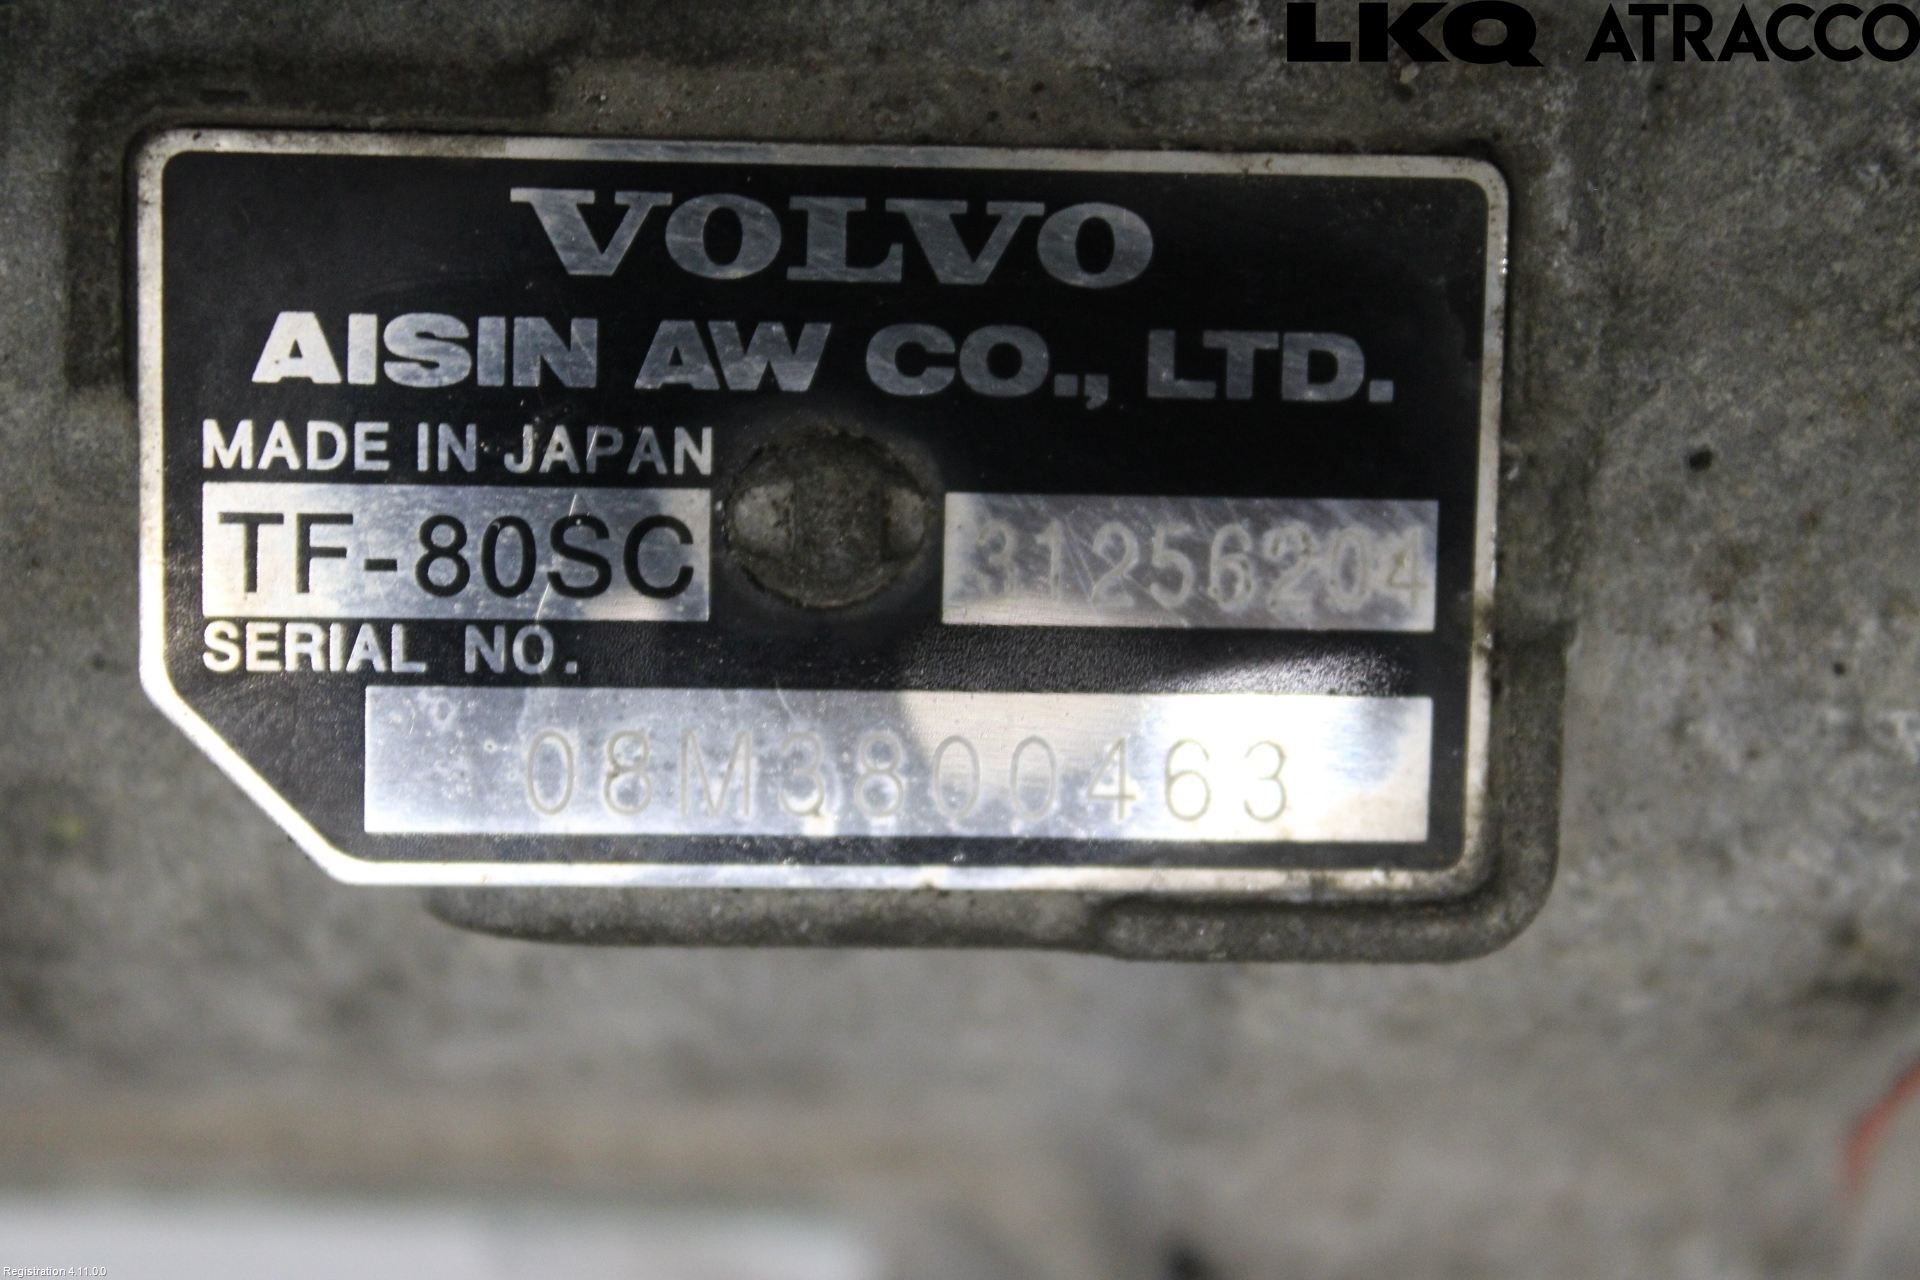 LKQ ATRACCO
VOLVO
AISIN AW CO., LTD.
MADE IN JAPAN
TF-80SC 31256204
SERIAL NO.
08M3800463
Registration 4.11.0.0